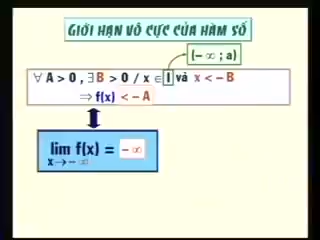 GIỚI HẠN VÔ CỰC CỦA HÀM SỐ
(– ∞ ; a)
∀ A > 0 , ∃ B > 0 / x ∈ I và x < – B
⇒ f(x) < – A
lim f(x) = – ∞
x → – ∞